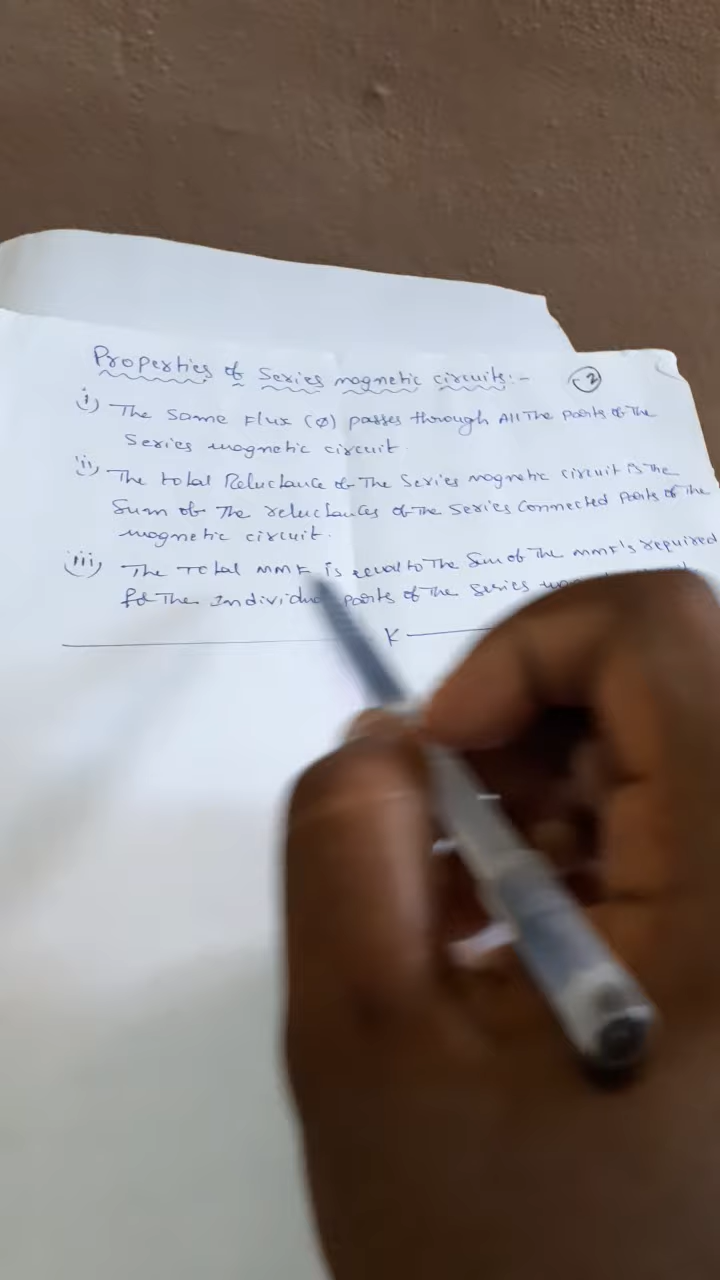 Properties of Series magnetic circuits:- 2
i) The Same Flux (Ø) passes through All The parts of The
Series magnetic circuit.
ii) The total Reluctance of The Series magnetic circuit is The
Sum of The reluctances of The Series Connected parts of The
magnetic circuit.
iii) The Total MMF is equal to The Sum of The MMF's required
for The Individual parts of The Series
K